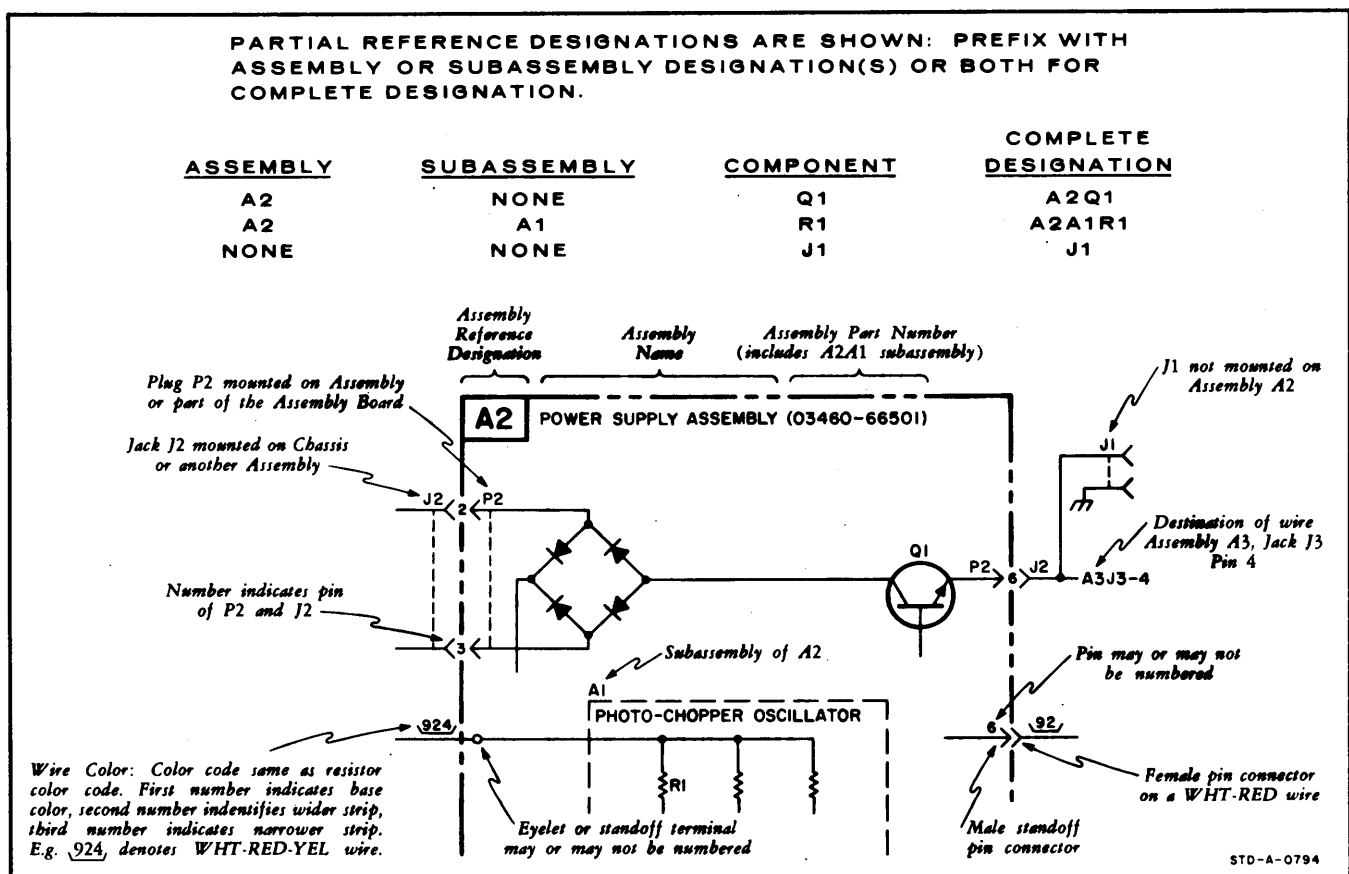 PARTIAL REFERENCE DESIGNATIONS ARE SHOWN: PREFIX WITH
ASSEMBLY OR SUBASSEMBLY DESIGNATION(S) OR BOTH FOR
COMPLETE DESIGNATION.
ASSEMBLY SUBASSEMBLY COMPONENT COMPLETE DESIGNATION
A2 NONE Q1 A2Q1
A2 A1 R1 A2A1R1
NONE NONE J1 J1
Assembly
Reference
Designation
Assembly
Name
Assembly Part Number
(includes A2A1 subassembly)
J1 not mounted on
Assembly A2
Plug P2 mounted on Assembly
or part of the Assembly Board
A2 POWER SUPPLY ASSEMBLY (03460-66501)
Jack J2 mounted on Chassis
or another Assembly
J1
J2 2 P2
Destination of wire
Assembly A3, Jack J3
Pin 4
Q1
P2 6 J2 A3J3-4
Number indicates pin
of P2 and J2
3
Subassembly of A2
Pin may or may not
be numbered
A1
PHOTO-CHOPPER OSCILLATOR
924
6 92
R1
Wire Color: Color code same as resistor
color code. First number indicates base
color, second number indentifies wider strip,
third number indicates narrower strip.
E.g. 924 denotes WHT-RED-YEL wire.
Eyelet or standoff terminal
may or may not be numbered
Male standoff
pin connector
Female pin connector
on a WHT-RED wire
STD-A-0794